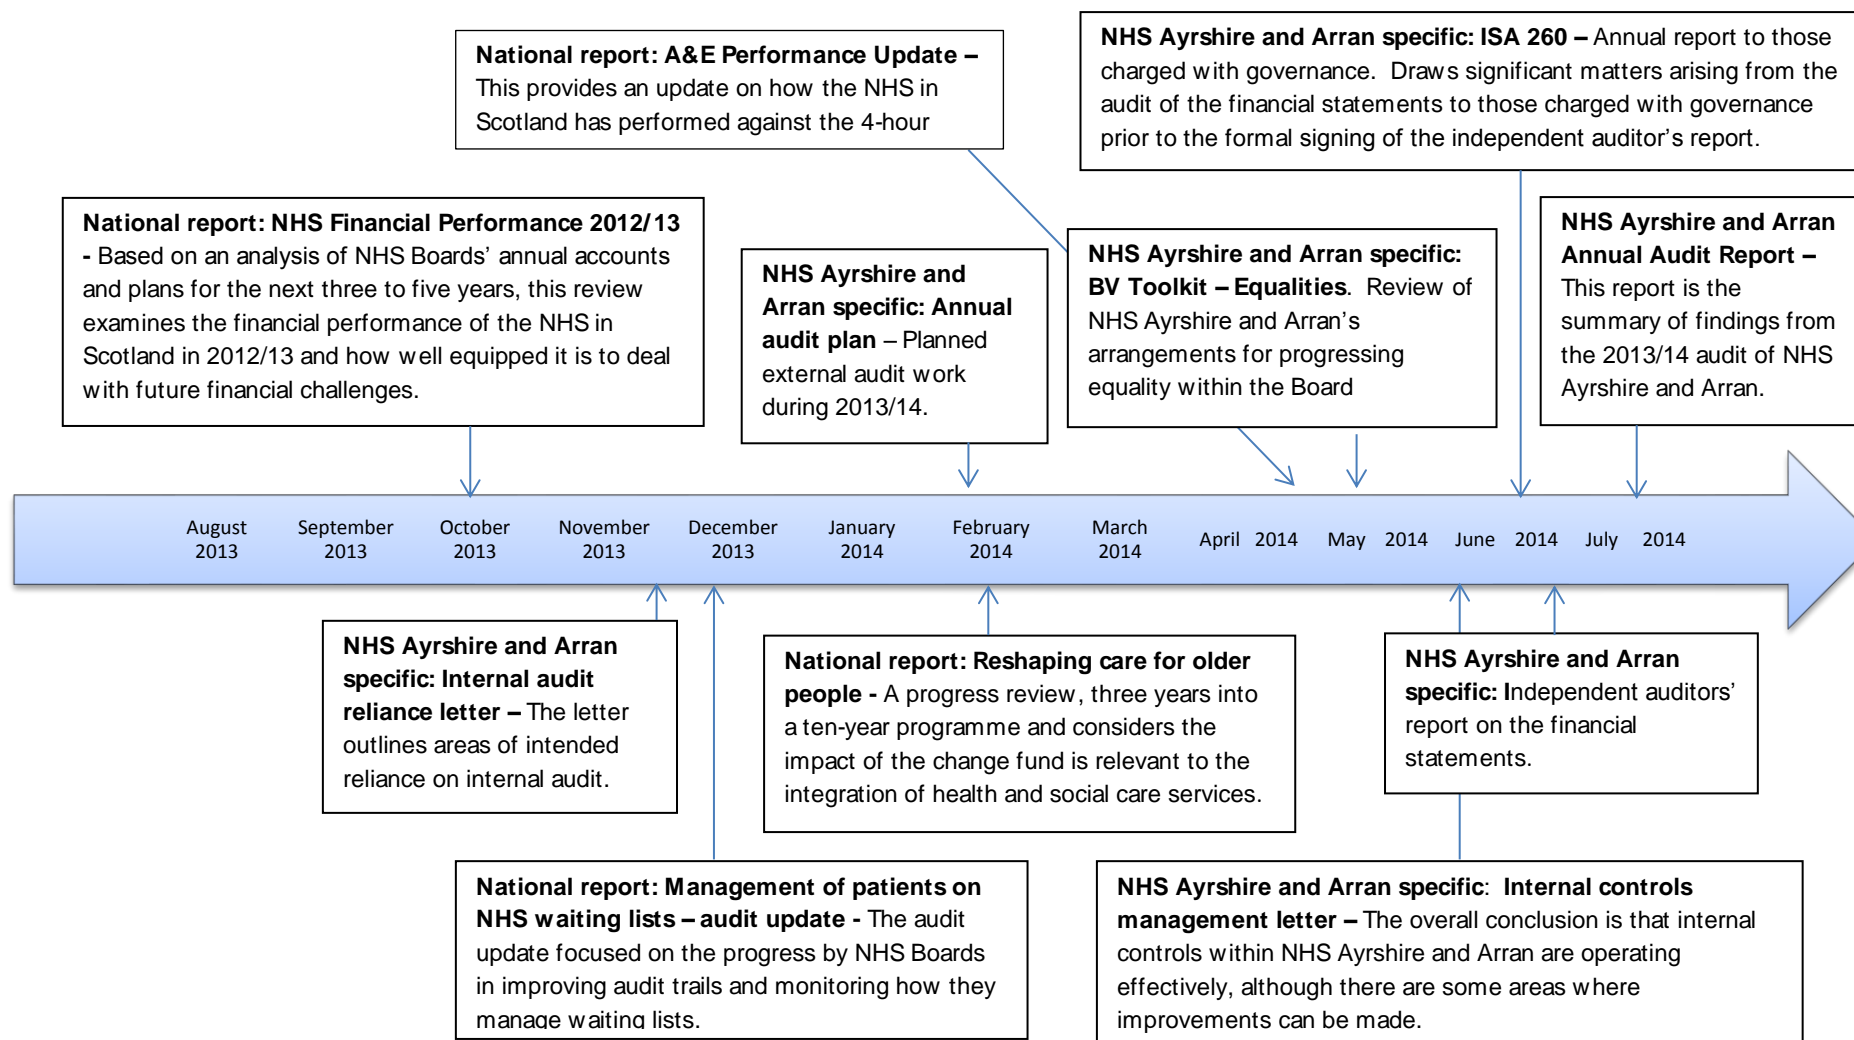 National report: A&E Performance Update –
This provides an update on how the NHS in
Scotland has performed against the 4-hour
NHS Ayrshire and Arran specific: ISA 260 – Annual report to those
charged with governance.  Draws significant matters arising from the
audit of the financial statements to those charged with governance
prior to the formal signing of the independent auditor's report.
National report: NHS Financial Performance 2012/13
- Based on an analysis of NHS Boards' annual accounts
and plans for the next three to five years, this review
examines the financial performance of the NHS in
Scotland in 2012/13 and how well equipped it is to deal
with future financial challenges.
NHS Ayrshire and
Arran specific: Annual
audit plan – Planned
external audit work
during 2013/14.
NHS Ayrshire and Arran specific:
BV Toolkit – Equalities.  Review of
NHS Ayrshire and Arran's
arrangements for progressing
equality within the Board
NHS Ayrshire and Arran
Annual Audit Report –
This report is the
summary of findings from
the 2013/14 audit of NHS
Ayrshire and Arran.
August
2013
September
2013
October
2013
November
2013
December
2013
January
2014
February
2014
March
2014
April 2014
May 2014
June 2014
July 2014
NHS Ayrshire and Arran
specific: Internal audit
reliance letter – The letter
outlines areas of intended
reliance on internal audit.
National report: Reshaping care for older
people - A progress review, three years into
a ten-year programme and considers the
impact of the change fund is relevant to the
integration of health and social care services.
NHS Ayrshire and Arran
specific: Independent auditors'
report on the financial
statements.
National report: Management of patients on
NHS waiting lists – audit update - The audit
update focused on the progress by NHS Boards
in improving audit trails and monitoring how they
manage waiting lists.
NHS Ayrshire and Arran specific:  Internal controls
management letter – The overall conclusion is that internal
controls within NHS Ayrshire and Arran are operating
effectively, although there are some areas where
improvements can be made.